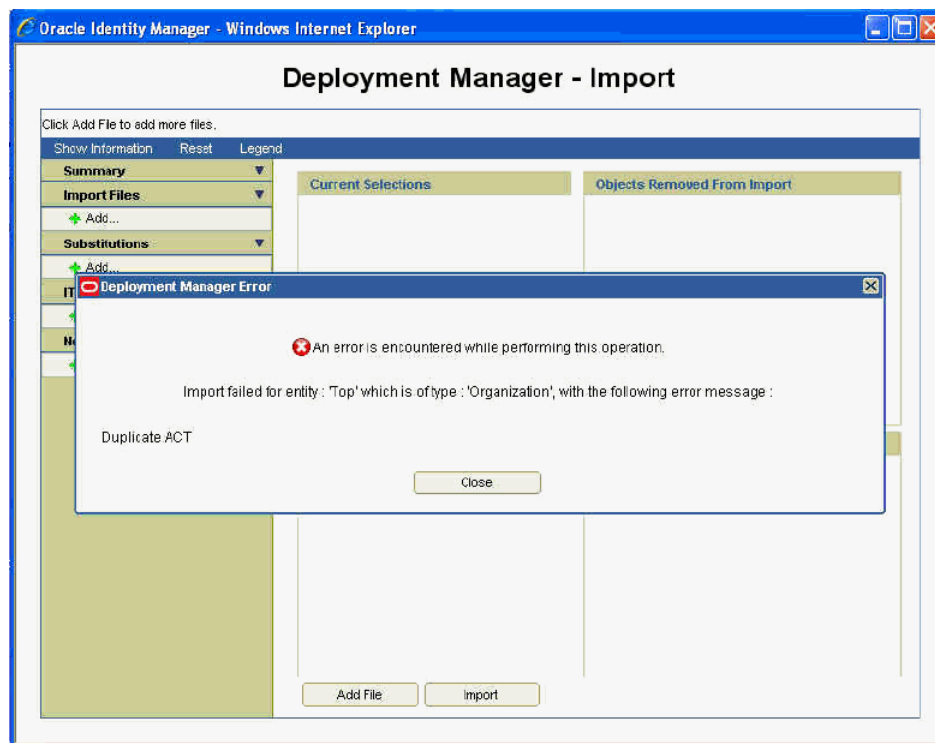 Oracle Identity Manager - Windows Internet Explorer
Deployment Manager - Import
Click Add File to add more files.
Show Information Reset Legend
Summary
Import Files
Add...
Substitutions
Add...
IT
Current Selections
Objects Removed From Import
Deployment Manager Error
An error is encountered while performing this operation.
Import failed for entity : 'Top' which is of type : 'Organization', with the following error message :
Duplicate ACT
Close
Add File
Import